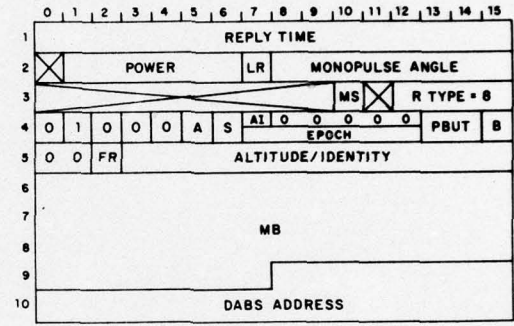 0 1 2 3 4 5 6 7 8 9 10 11 12 13 14 15
1 REPLY TIME
2 POWER LR MONOPULSE ANGLE
3 MS R TYPE = 8
4 0 1 0 0 0 A S AI 0 0 0 0 0 PBUT B
EPOCH
5 0 0 FR ALTITUDE/IDENTITY
6
7 MB
8
9
10 DABS ADDRESS